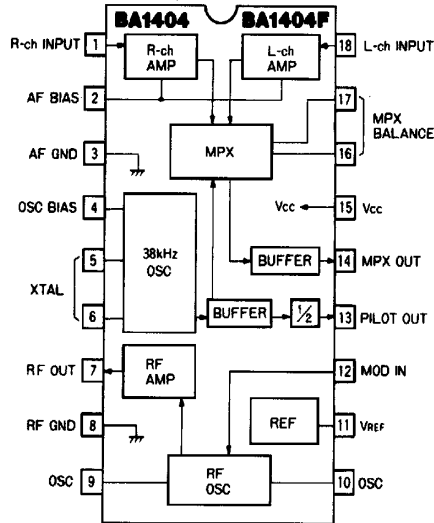 BA1404 BA1404F
R-ch INPUT 1 R-ch AMP L-ch AMP 18 L-ch INPUT
AF BIAS 2 17
MPX BALANCE
AF GND 3 MPX 16
OSC BIAS 4 Vcc 15 Vcc
XTAL 5 38kHz OSC BUFFER 14 MPX OUT
6 BUFFER 1/2 13 PILOT OUT
RF OUT 7 RF AMP 12 MOD IN
RF GND 8 REF 11 VREF
OSC 9 RF OSC 10 OSC